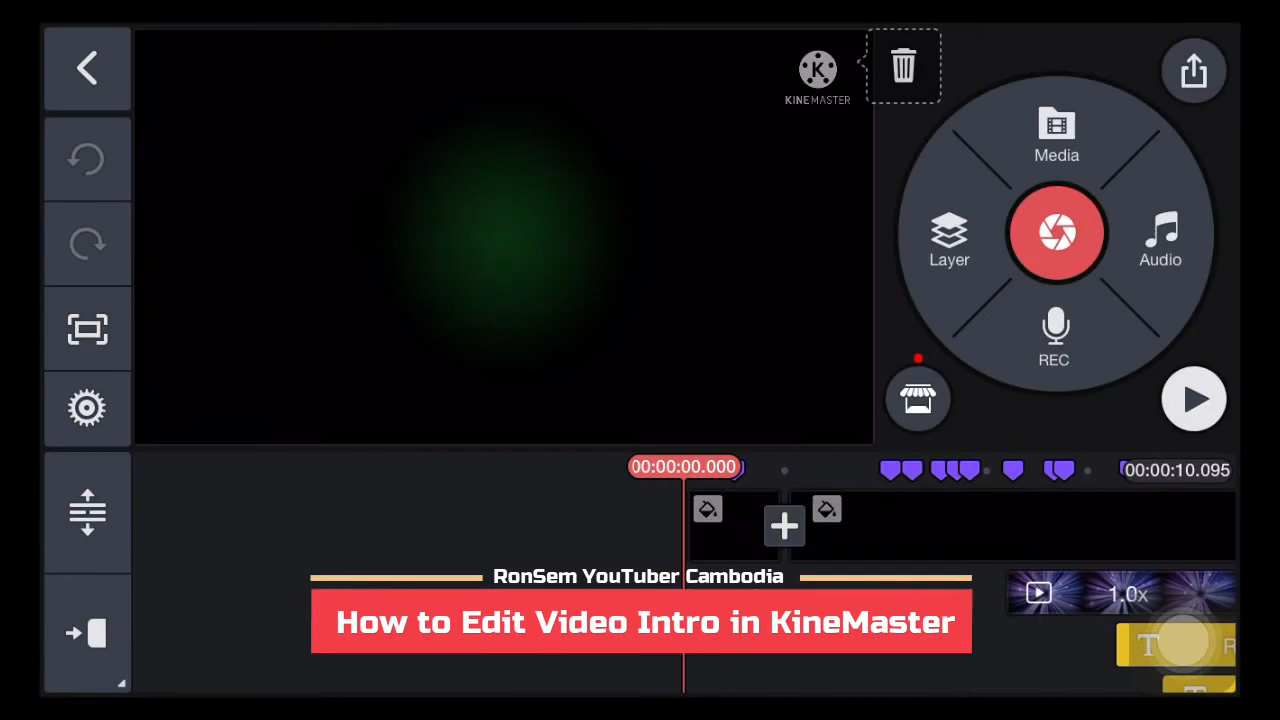 K
KINEMASTER
Media
Layer
Audio
REC
00:00:00.000
00:00:10.095
1.0x
RonSem YouTuber Cambodia
How to Edit Video Intro in KineMaster
T R
T